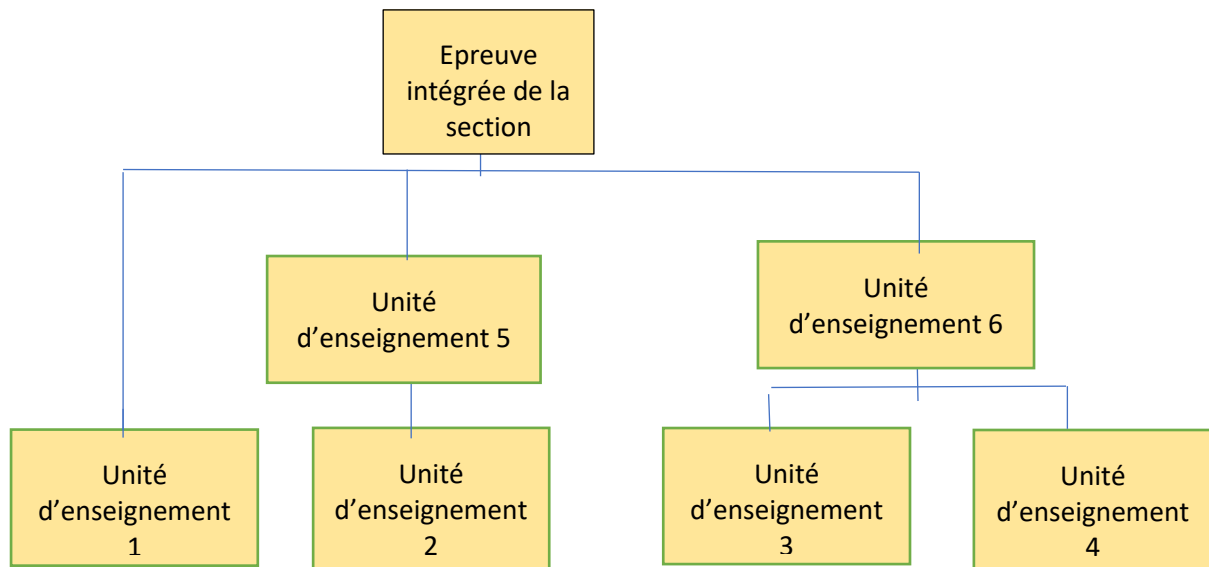 Epreuve
intégrée de la
section
Unité
d’enseignement 5
Unité
d’enseignement 6
Unité
d’enseignement
1
Unité
d’enseignement
2
Unité
d’enseignement
3
Unité
d’enseignement
4